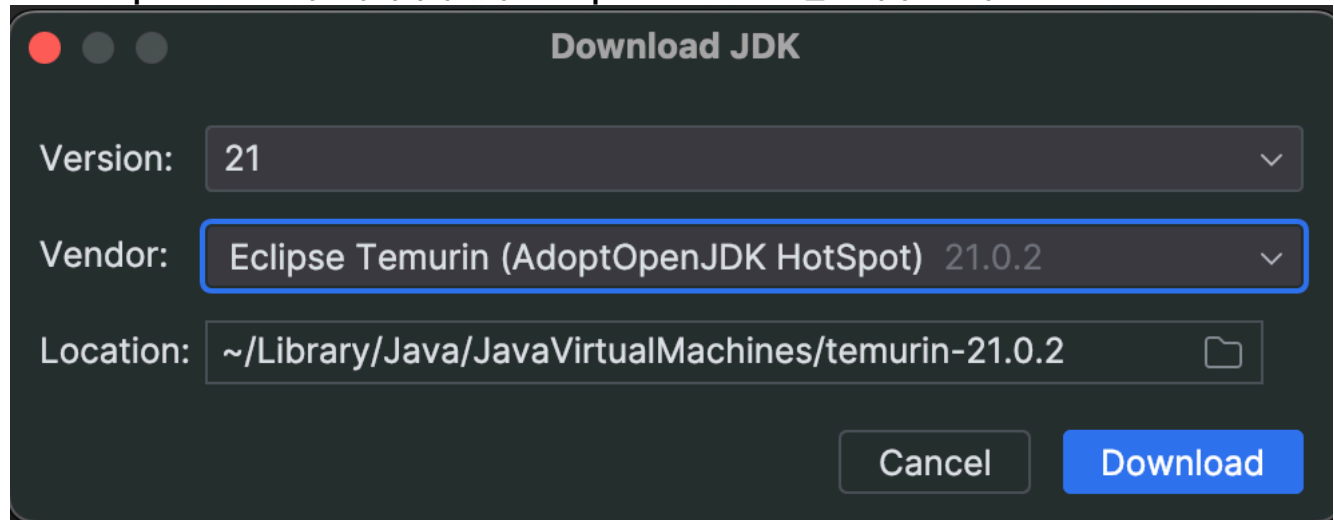 Download JDK
Version: 21
Vendor: Eclipse Temurin (AdoptOpenJDK HotSpot) 21.0.2
Location: ~/Library/Java/JavaVirtualMachines/temurin-21.0.2
Cancel Download